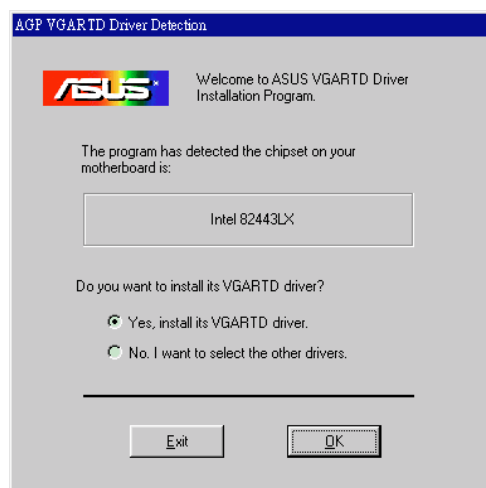 AGP VGARTD Driver Detection
ASUS
Welcome to ASUS VGARTD Driver
Installation Program.
The program has detected the chipset on your
motherboard is:
Intel 82443LX
Do you want to install its VGARTD driver?
Yes, install its VGARTD driver.
No. I want to select the other drivers.
Exit
OK